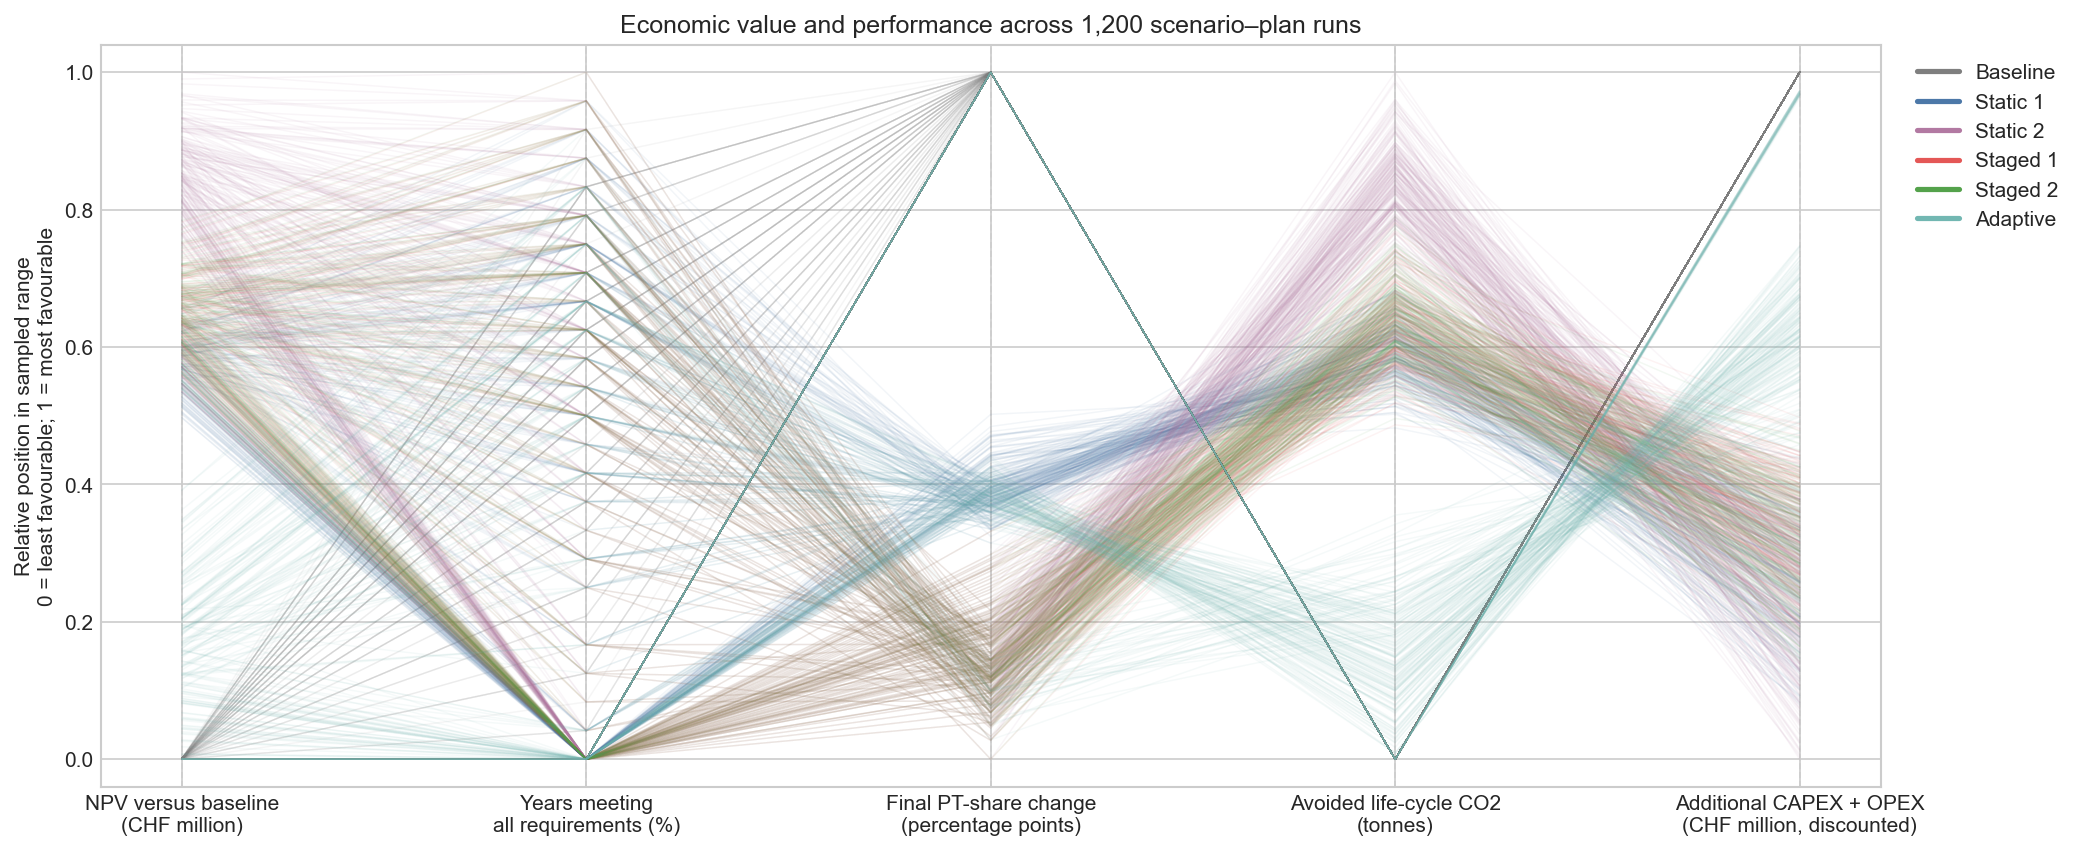 Economic value and performance across 1,200 scenario–plan runs
Relative position in sampled range
0 = least favourable; 1 = most favourable
1.0
0.8
0.6
0.4
0.2
0.0
NPV versus baseline
(CHF million)
Years meeting
all requirements (%)
Final PT-share change
(percentage points)
Avoided life-cycle CO2
(tonnes)
Additional CAPEX + OPEX
(CHF million, discounted)
Baseline
Static 1
Static 2
Staged 1
Staged 2
Adaptive